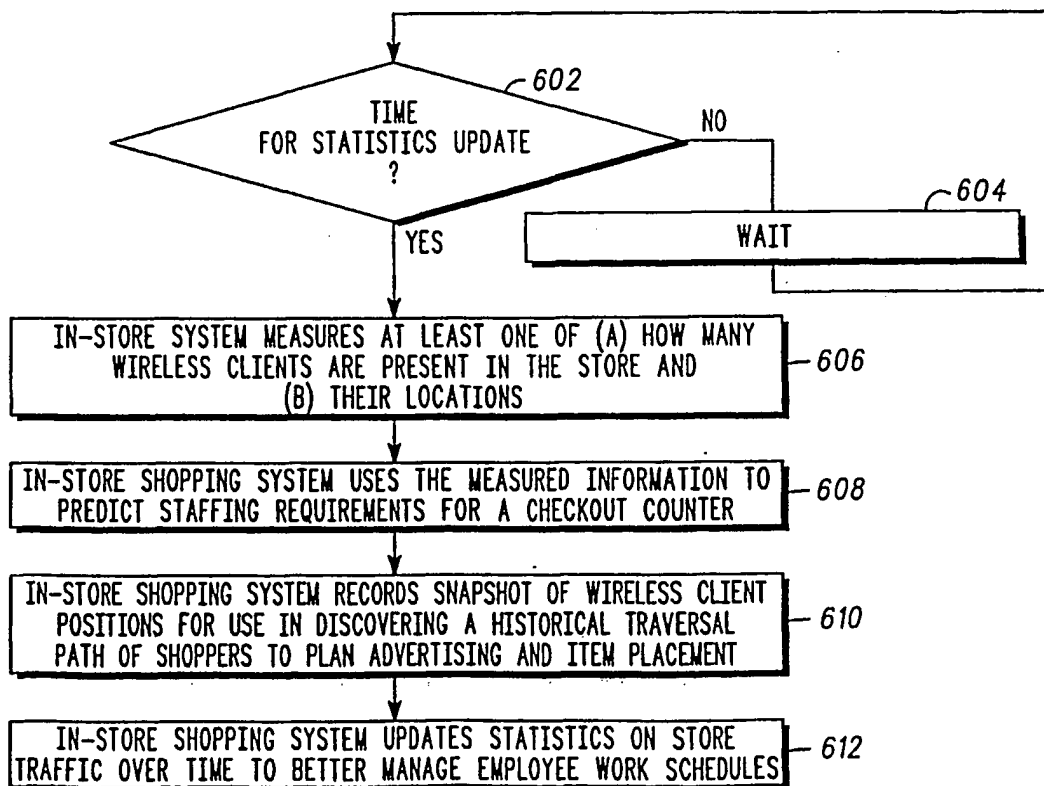 602
TIME
FOR STATISTICS UPDATE
?
NO
YES
604
WAIT
IN-STORE SYSTEM MEASURES AT LEAST ONE OF (A) HOW MANY
WIRELESS CLIENTS ARE PRESENT IN THE STORE AND
(B) THEIR LOCATIONS
606
IN-STORE SHOPPING SYSTEM USES THE MEASURED INFORMATION TO
PREDICT STAFFING REQUIREMENTS FOR A CHECKOUT COUNTER
608
IN-STORE SHOPPING SYSTEM RECORDS SNAPSHOT OF WIRELESS CLIENT
POSITIONS FOR USE IN DISCOVERING A HISTORICAL TRAVERSAL
PATH OF SHOPPERS TO PLAN ADVERTISING AND ITEM PLACEMENT
610
IN-STORE SHOPPING SYSTEM UPDATES STATISTICS ON STORE
TRAFFIC OVER TIME TO BETTER MANAGE EMPLOYEE WORK SCHEDULES
612